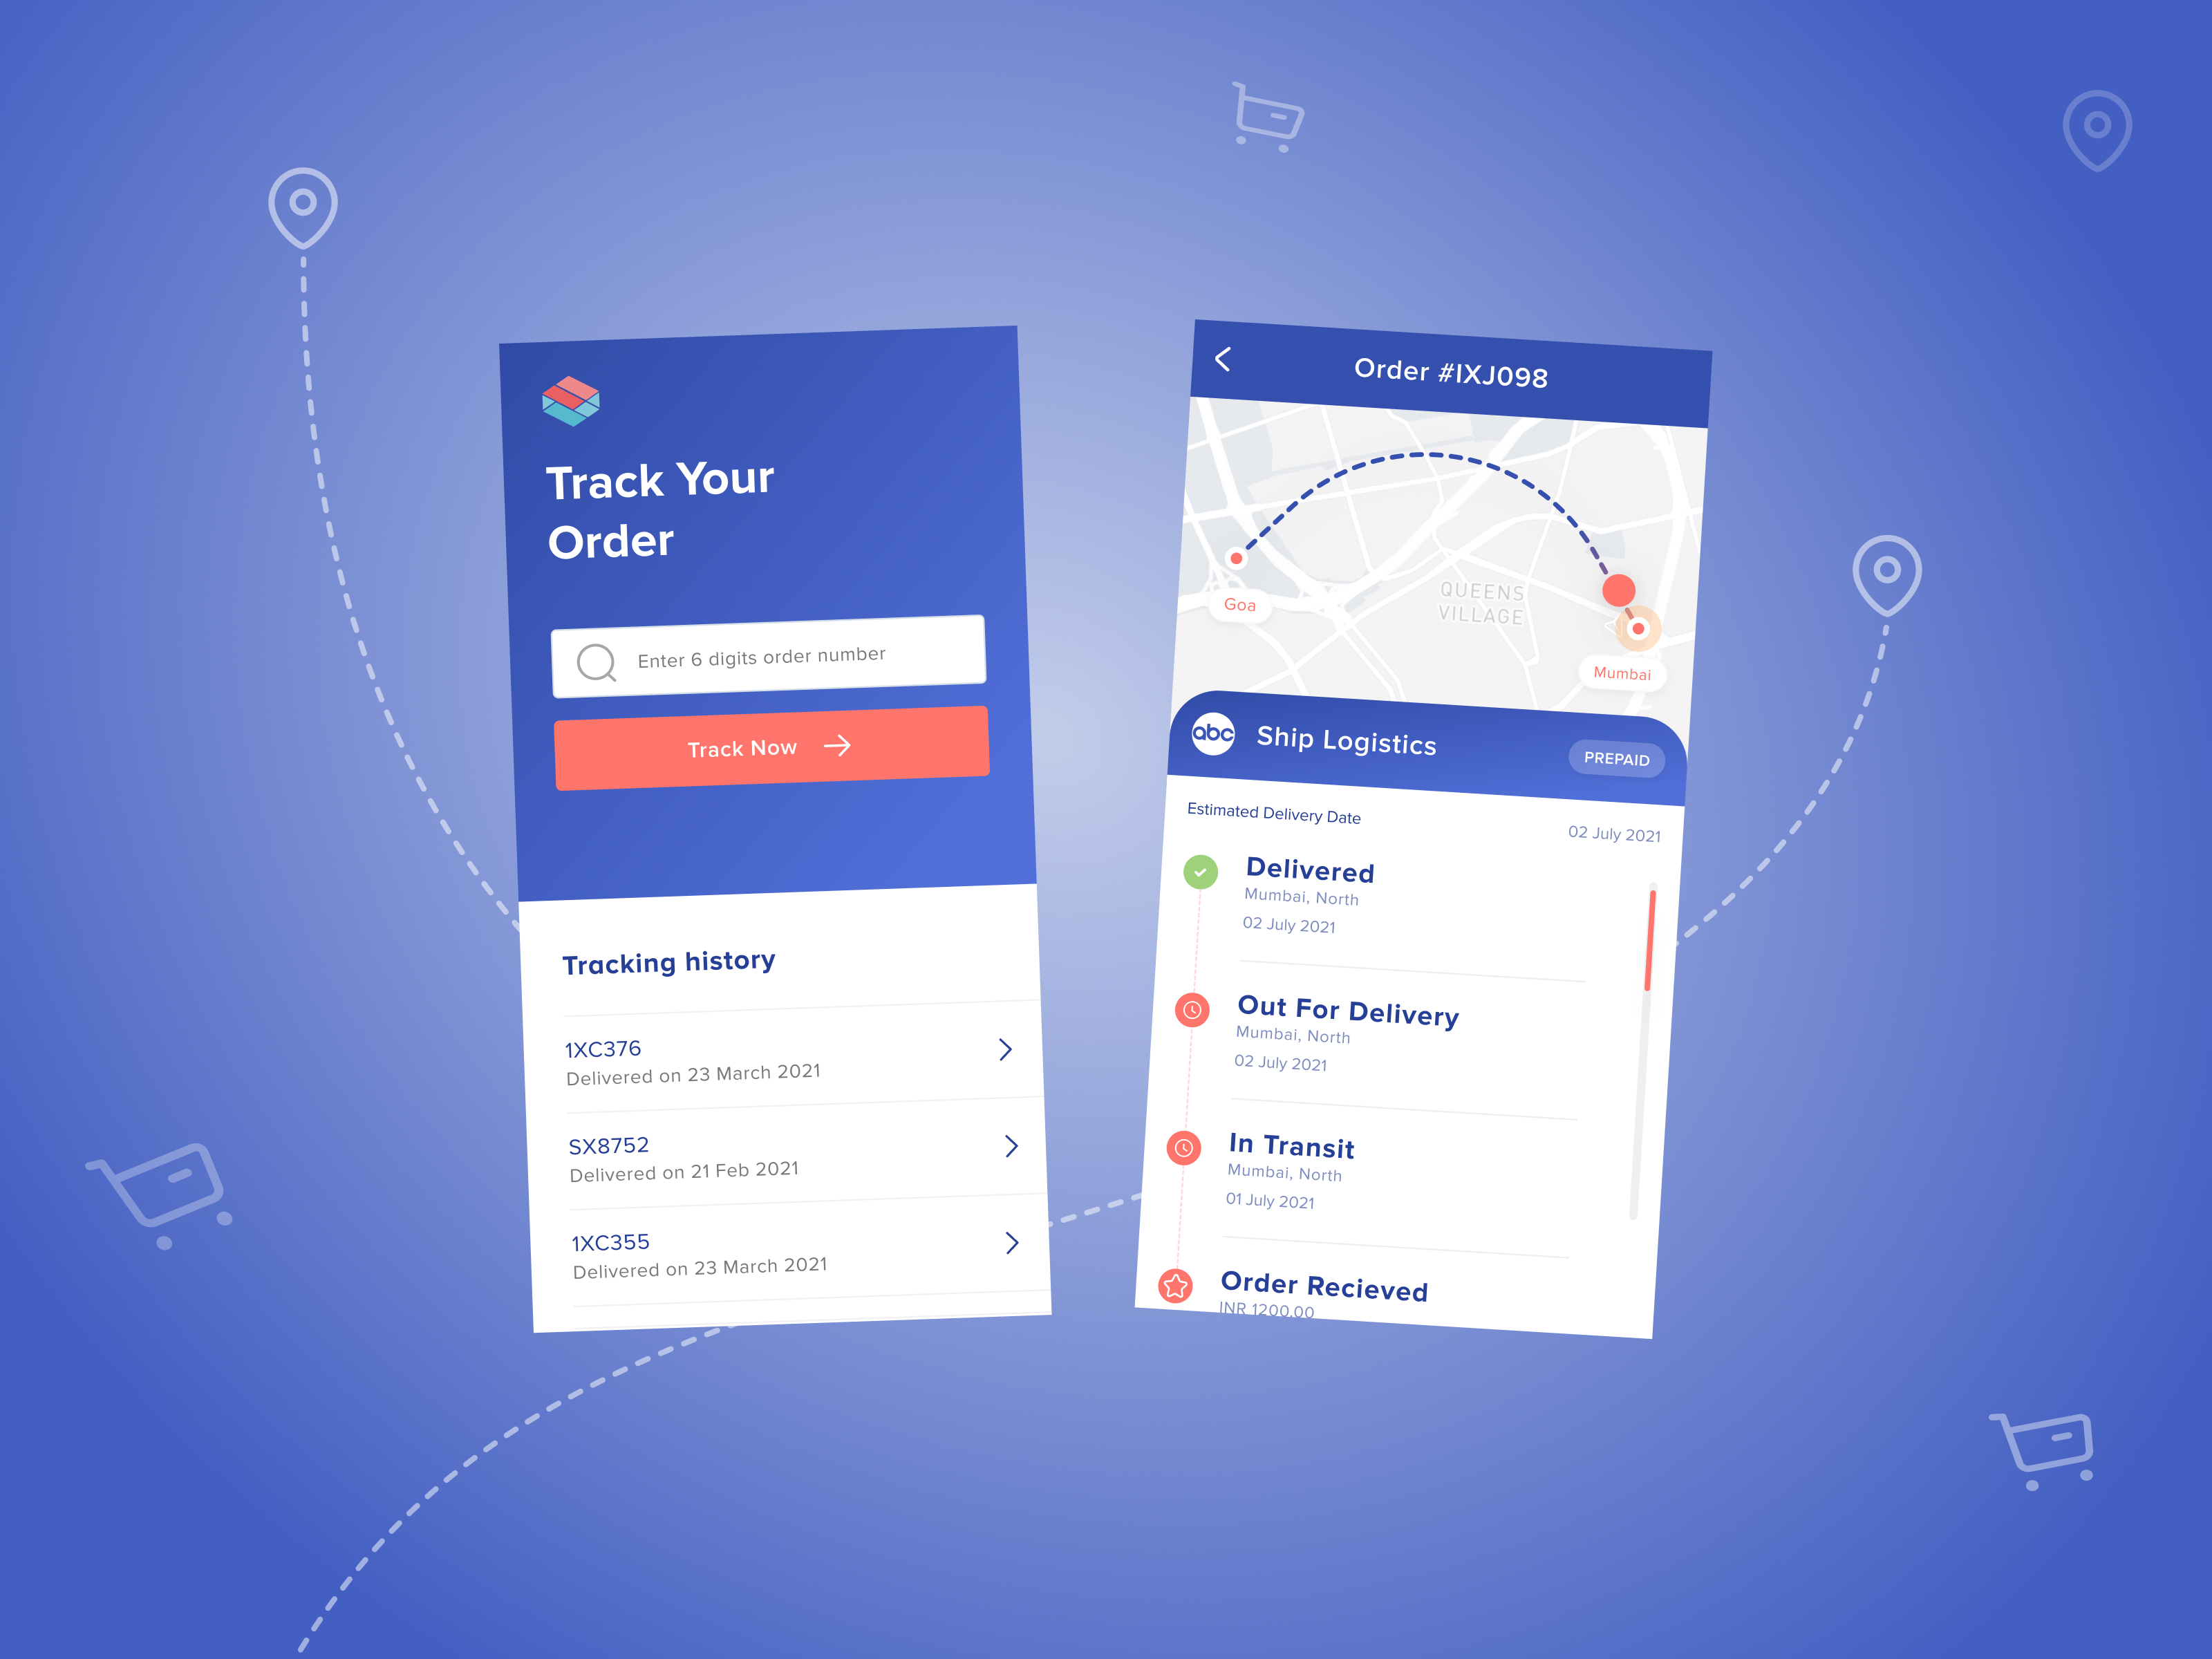 Track Your
Order
Enter 6 digits order number
Track Now
Tracking history
1XC376
Delivered on 23 March 2021
SX8752
Delivered on 21 Feb 2021
1XC355
Delivered on 23 March 2021
Order #IXJ098
QUEENS
VILLAGE
Goa
Mumbai
abc
Ship Logistics
PREPAID
Estimated Delivery Date
02 July 2021
Delivered
Mumbai, North
02 July 2021
Out For Delivery
Mumbai, North
02 July 2021
In Transit
Mumbai, North
01 July 2021
Order Recieved
INR 1200.00